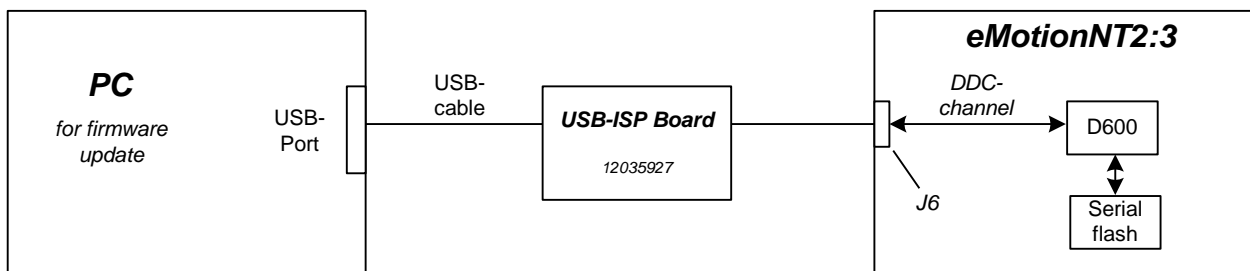 PC
for firmware
update
USB-
Port
USB-
cable
USB-ISP Board
12035927
eMotionNT2:3
DDC-
channel
D600
J6
Serial
flash